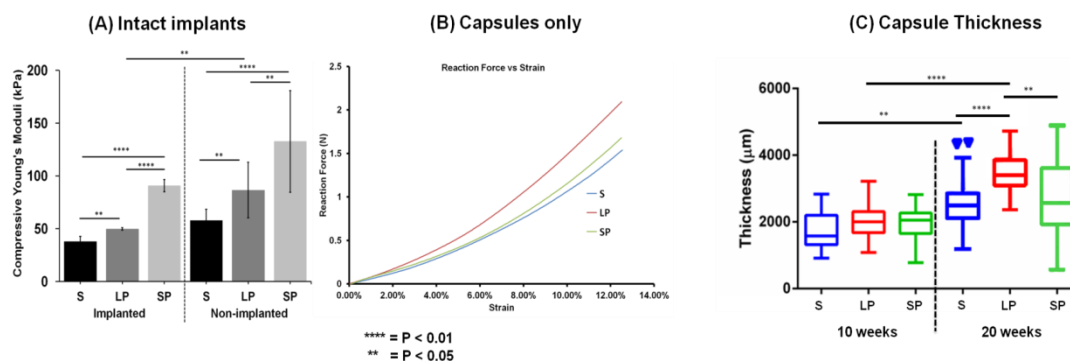 (A) Intact implants
**
****
**
**
****
****
Compressive Young's Moduli (kPa)
200
150
100
50
0
S LP SP S LP SP
Implanted Non-implanted
(B) Capsules only
Reaction Force vs Strain
Reaction Force (N)
2.5
2
1.5
1
0.5
0
S
LP
SP
0.00% 2.00% 4.00% 6.00% 8.00% 10.00% 12.00% 14.00%
Strain
**** = P < 0.01
** = P < 0.05
(C) Capsule Thickness
****
**
****
**
Thickness (μm)
6000
4000
2000
0
S LP SP S LP SP
10 weeks 20 weeks